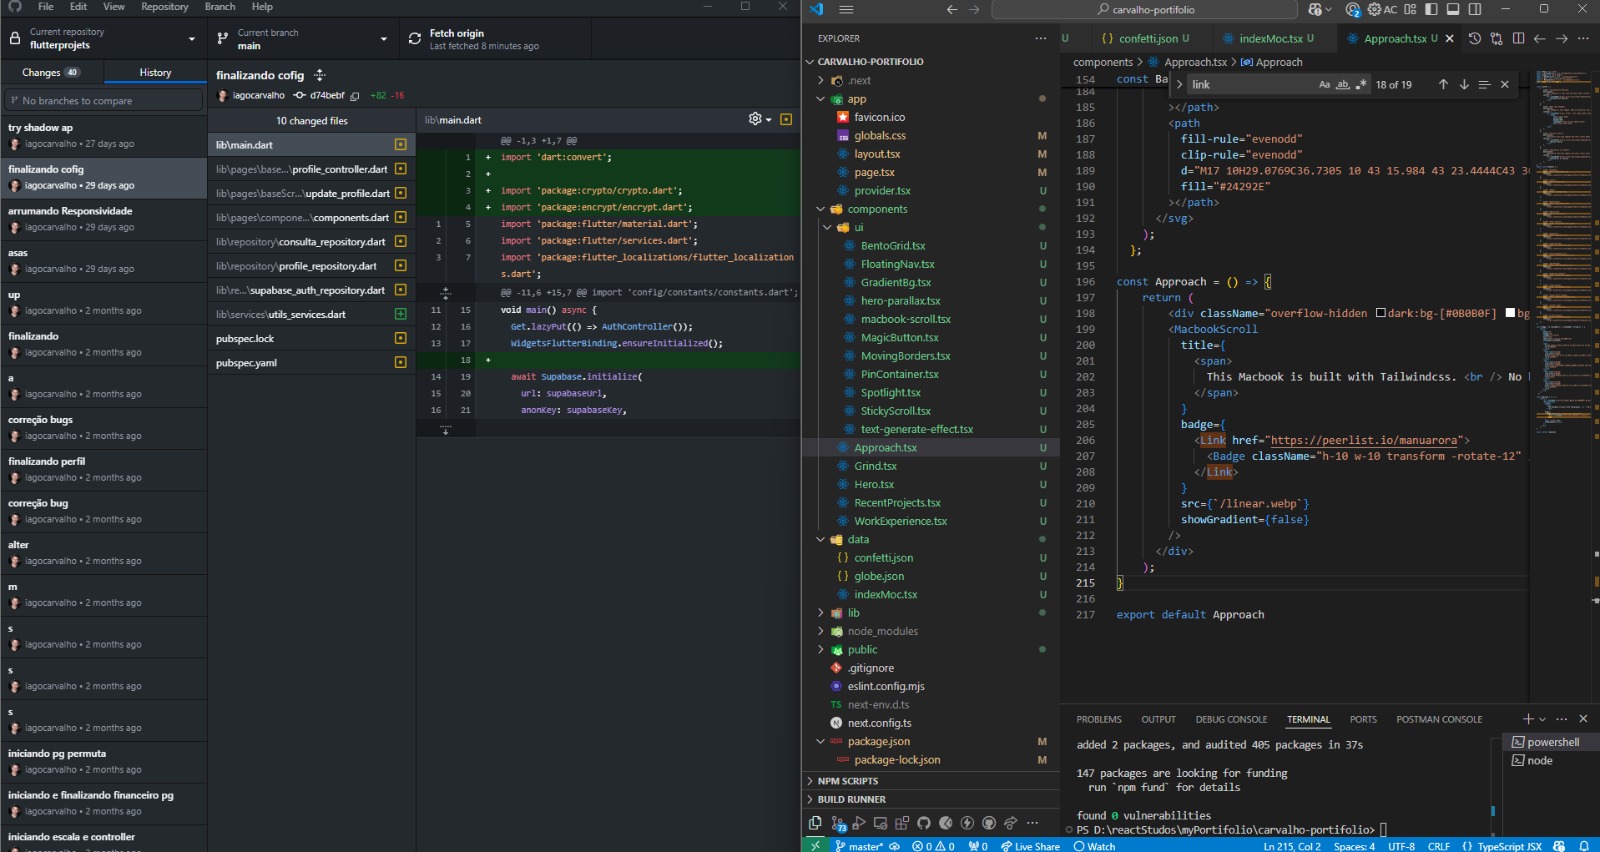 File Edit View Repository Branch Help
Current repository
flutterprojets
Current branch
main
Fetch origin
Last fetched 8 minutes ago
Changes 40
History
No branches to compare
try shadow ap
iagocarvalho • 27 days ago
finalizando cofig
iagocarvalho • 29 days ago
arrumando Responsividade
iagocarvalho • 29 days ago
asas
iagocarvalho • 29 days ago
up
iagocarvalho • 2 months ago
finalizando
iagocarvalho • 2 months ago
a
iagocarvalho • 2 months ago
correção bugs
iagocarvalho • 2 months ago
finalizando perfil
iagocarvalho • 2 months ago
correção bug
iagocarvalho • 2 months ago
alter
iagocarvalho • 2 months ago
m
iagocarvalho • 2 months ago
s
iagocarvalho • 2 months ago
s
iagocarvalho • 2 months ago
s
iagocarvalho • 2 months ago
iniciando pg permuta
iagocarvalho • 2 months ago
iniciando e finalizando financeiro pg
iagocarvalho • 2 months ago
iniciando escala e controller
iagocarvalho • 2 months ago
finalizando cofig
iagocarvalho d74bebf +82 -16
10 changed files
lib\main.dart
lib\pages\base...\profile_controller.dart
lib\pages\baseScr...\update_profile.dart
lib\pages\compone...\components.dart
lib\repository\consulta_repository.dart
lib\repository\profile_repository.dart
lib\re...\supabase_auth_repository.dart
lib\services\utils_services.dart
pubspec.lock
pubspec.yaml
lib\main.dart
@@ -1,3 +1,7 @@
1 + import 'dart:convert';
2 +
3 + import 'package:crypto/crypto.dart';
4 + import 'package:encrypt/encrypt.dart';
1 5 import 'package:flutter/material.dart';
2 6 import 'package:flutter/services.dart';
3 7 import 'package:flutter_localizations/flutter_localization
s.dart';
@@ -11,6 +15,7 @@ import 'config/constants/constants.dart';
11 15 void main() async {
12 16 Get.lazyPut(() => AuthController());
13 17 WidgetsFlutterBinding.ensureInitialized();
18 +
14 19 await Supabase.initialize(
15 20 url: supabaseUrl,
16 21 anonKey: supabaseKey,
carvalho-portifolio
AC
2
EXPLORER
CARVALHO-PORTIFOLIO
.next
app
favicon.ico
globals.css M
layout.tsx M
page.tsx M
provider.tsx U
components
ui
BentoGrid.tsx U
FloatingNav.tsx U
GradientBg.tsx U
hero-parallax.tsx U
macbook-scroll.tsx U
MagicButton.tsx U
MovingBorders.tsx U
PinContainer.tsx U
Spotlight.tsx U
StickyScroll.tsx U
text-generate-effect.tsx U
Approach.tsx U
Grind.tsx U
Hero.tsx U
RecentProjects.tsx U
WorkExperience.tsx U
data
confetti.json U
globe.json U
indexMoc.tsx U
lib
node_modules
public
.gitignore
eslint.config.mjs
next-env.d.ts
next.config.ts
package.json M
package-lock.json M
NPM SCRIPTS
BUILD RUNNER
73
U
confetti.json U
indexMoc.tsx U
Approach.tsx U
components > Approach.tsx > Approach
154 const Ba
link
Aa ab 18 of 19
184
185 ></path>
186 <path
187 fill-rule="evenodd"
188 clip-rule="evenodd"
189 d="M17 10H29.0769C36.7305 10 43 15.984 43 23.4444C43 3
190 fill="#24292E"
191 ></path>
192 </svg>
193 );
194 };
195
196 const Approach = () => {
197 return (
198 <div className="overflow-hidden dark:bg-[#0B0B0F] bg
199 <MacbookScroll
200 title={
201 <span>
202 This Macbook is built with Tailwindcss. <br /> No
203 </span>
204 }
205 badge={
206 <Link href="https://peerlist.io/manuarora">
207 <Badge className="h-10 w-10 transform -rotate-12"
208 </Link>
209 }
210 src={`/linear.webp`}
211 showGradient={false}
212 />
213 </div>
214 );
215 }
216
217 export default Approach
PROBLEMS OUTPUT DEBUG CONSOLE TERMINAL PORTS POSTMAN CONSOLE
added 2 packages, and audited 405 packages in 37s
147 packages are looking for funding
run `npm fund` for details
found 0 vulnerabilities
PS D:\reactStudos\myPortifolio\carvalho-portifolio>
powershell
node
master* 0 0 0 Live Share Watch
Ln 215, Col 2 Spaces: 4 UTF-8 CRLF {} TypeScript JSX